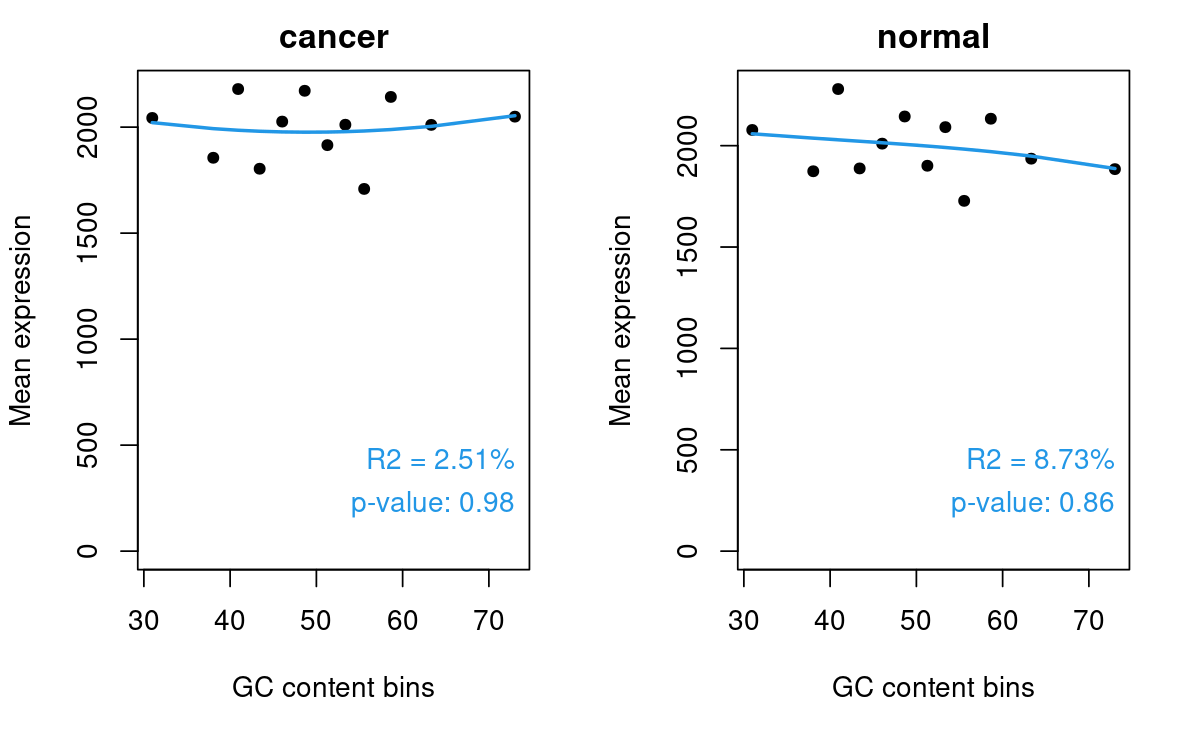 cancer
Mean expression
2000
1500
1000
500
0
R2 = 2.51%
p-value: 0.98
30 40 50 60 70
GC content bins
normal
Mean expression
2000
1500
1000
500
0
R2 = 8.73%
p-value: 0.86
30 40 50 60 70
GC content bins